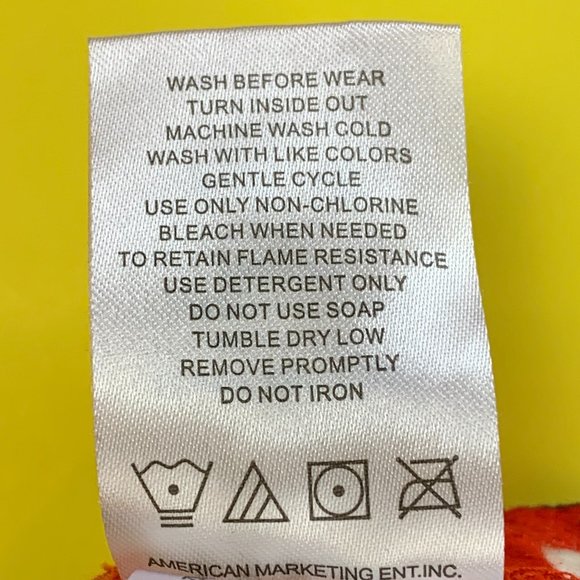 WASH BEFORE WEAR
TURN INSIDE OUT
MACHINE WASH COLD
WASH WITH LIKE COLORS
GENTLE CYCLE
USE ONLY NON-CHLORINE
BLEACH WHEN NEEDED
TO RETAIN FLAME RESISTANCE
USE DETERGENT ONLY
DO NOT USE SOAP
TUMBLE DRY LOW
REMOVE PROMPTLY
DO NOT IRON
AMERICAN MARKETING ENT.INC.